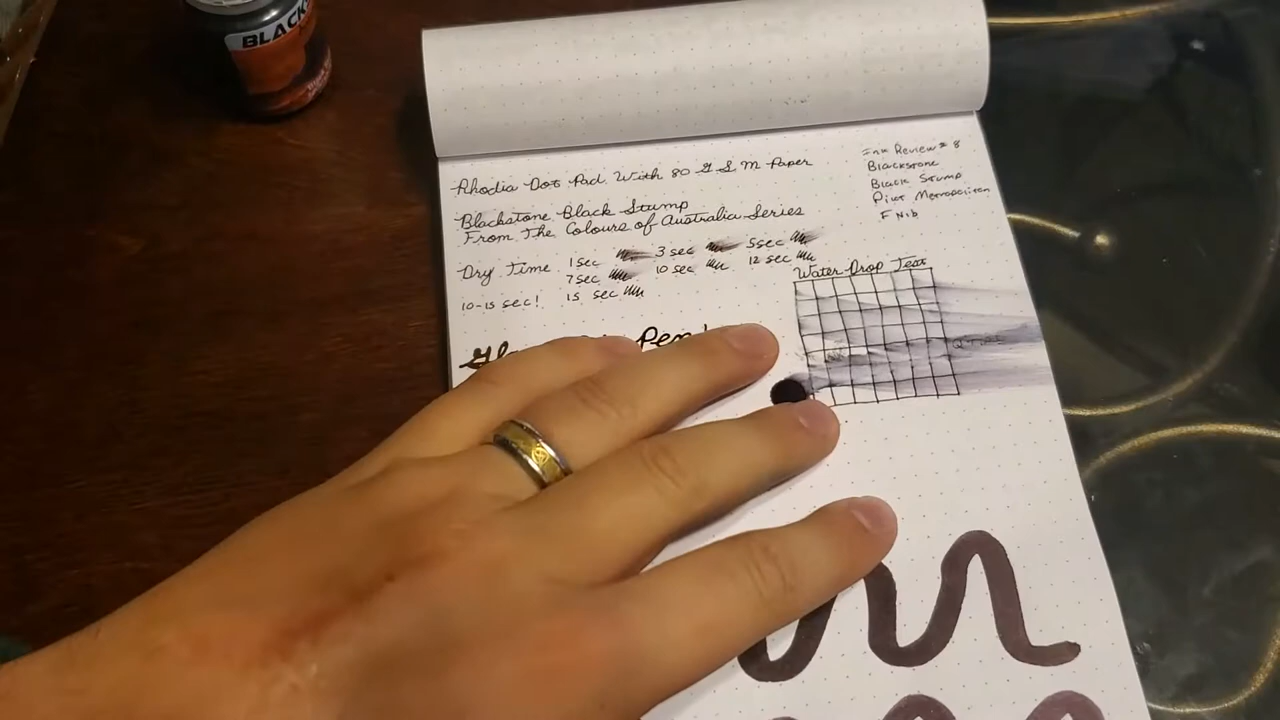 BLACK
Rhodia Dot Pad With 80 G S M Paper
Ink Review # 8
Blackstone
Black Stump
Pilot Metropolitan
F Nib
Blackstone Black Stump
From The Colours of Australia Series
Dry Time 1 sec 3 sec 5 sec
7 sec 10 sec 12 sec
10-15 sec! 15 sec
Water Drop Test
Pen